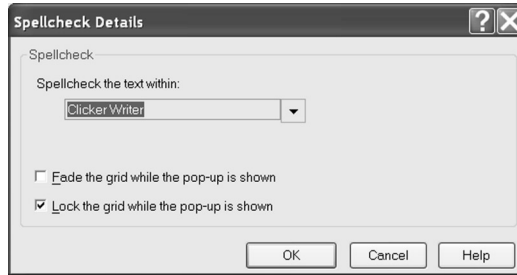 Spellcheck Details
Spellcheck
Spellcheck the text within:
Clicker Writer
Fade the grid while the pop-up is shown
Lock the grid while the pop-up is shown
OK Cancel Help